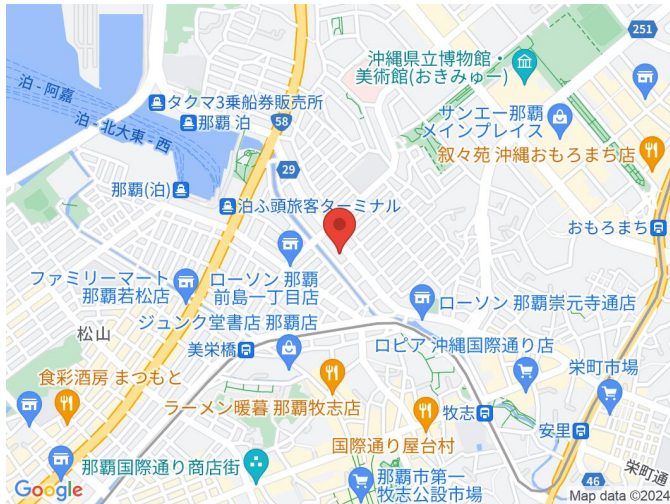 251
沖縄県立博物館・
美術館(おきみゅー)
タクマ3乗船券販売所
泊-阿嘉
泊-北大東-西
那覇 泊
58
サンエー那覇
メインプレイス
叙々苑 沖縄おもろまち店
29
那覇(泊)
泊ふ頭旅客ターミナル
おもろまち
ファミリーマート
那覇若松店
ローソン 那覇
前島一丁目店
ローソン 那覇崇元寺通店
ジュンク堂書店 那覇店
松山
美栄橋
ロピア 沖縄国際通り店
栄町市場
食彩酒房 まつもと
ラーメン暖暮 那覇牧志店
牧志
安里
国際通り屋台村
那覇国際通り商店街
那覇市第一
牧志公設市場
46
栄町通
Google
Map data ©2024